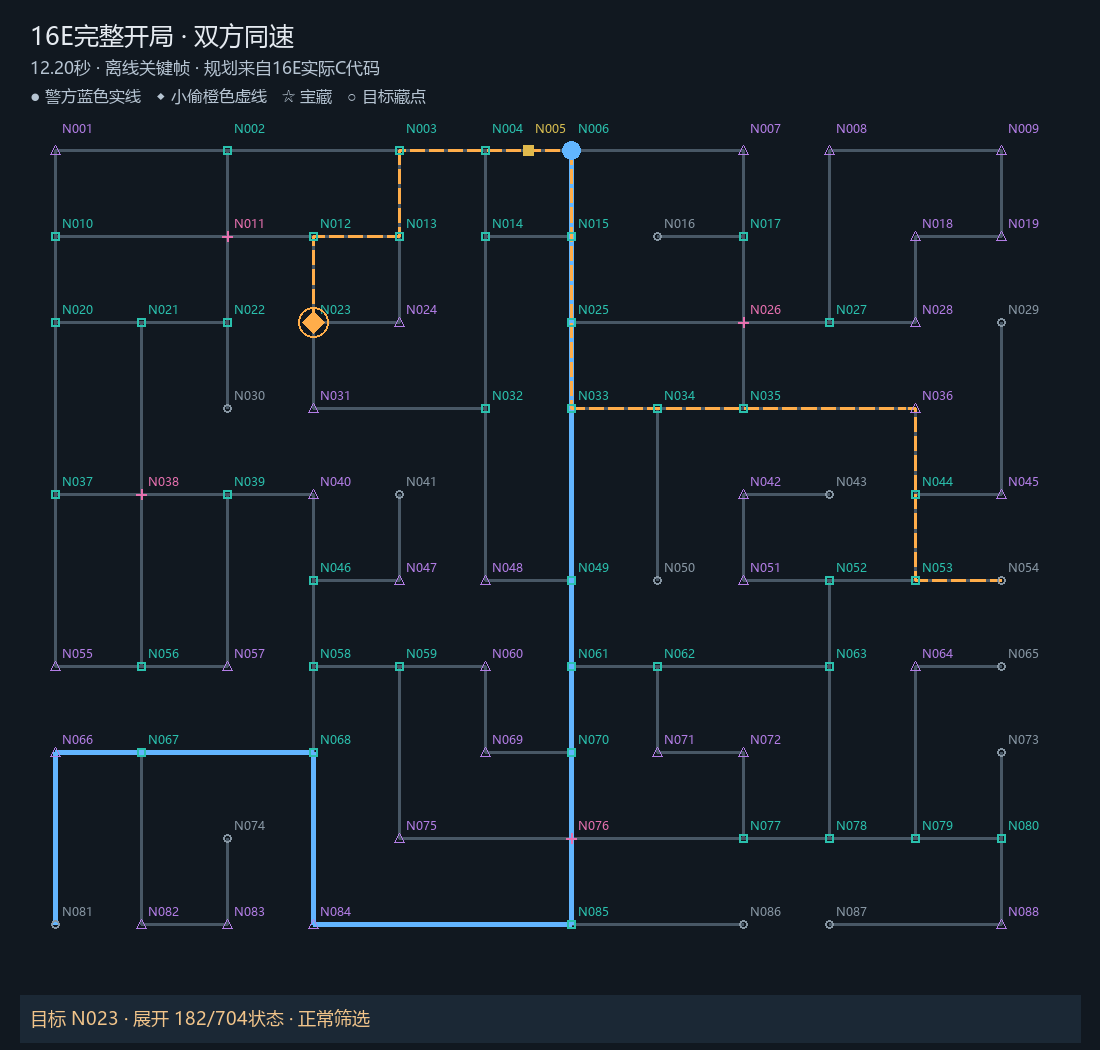 16E完整开局 · 双方同速
12.20秒 · 离线关键帧 · 规划来自16E实际C代码
● 警方蓝色实线 ◆ 小偷橙色虚线 ☆ 宝藏 ○ 目标藏点
N001 N002 N003 N004 N005 N006 N007 N008 N009
N010 N011 N012 N013 N014 N015 N016 N017 N018 N019
N020 N021 N022 N023 N024 N025 N026 N027 N028 N029
N030 N031 N032 N033 N034 N035 N036
N037 N038 N039 N040 N041 N042 N043 N044 N045
N046 N047 N048 N049 N050 N051 N052 N053 N054
N055 N056 N057 N058 N059 N060 N061 N062 N063 N064 N065
N066 N067 N068 N069 N070 N071 N072 N073
N074 N075 N076 N077 N078 N079 N080
N081 N082 N083 N084 N085 N086 N087 N088
目标 N023 · 展开 182/704状态 · 正常筛选